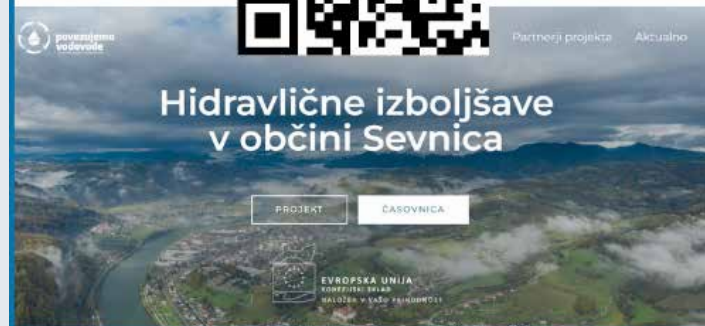 povezujemo
vodovode
Partnerji projekta
Aktualno
Hidravlične izboljšave
v občini Sevnica
PROJEKT
ČASOVNICA
EVROPSKA UNIJA
KOHEZIJSKI SKLAD
NALOŽBA V VAŠO PRIHODNOST